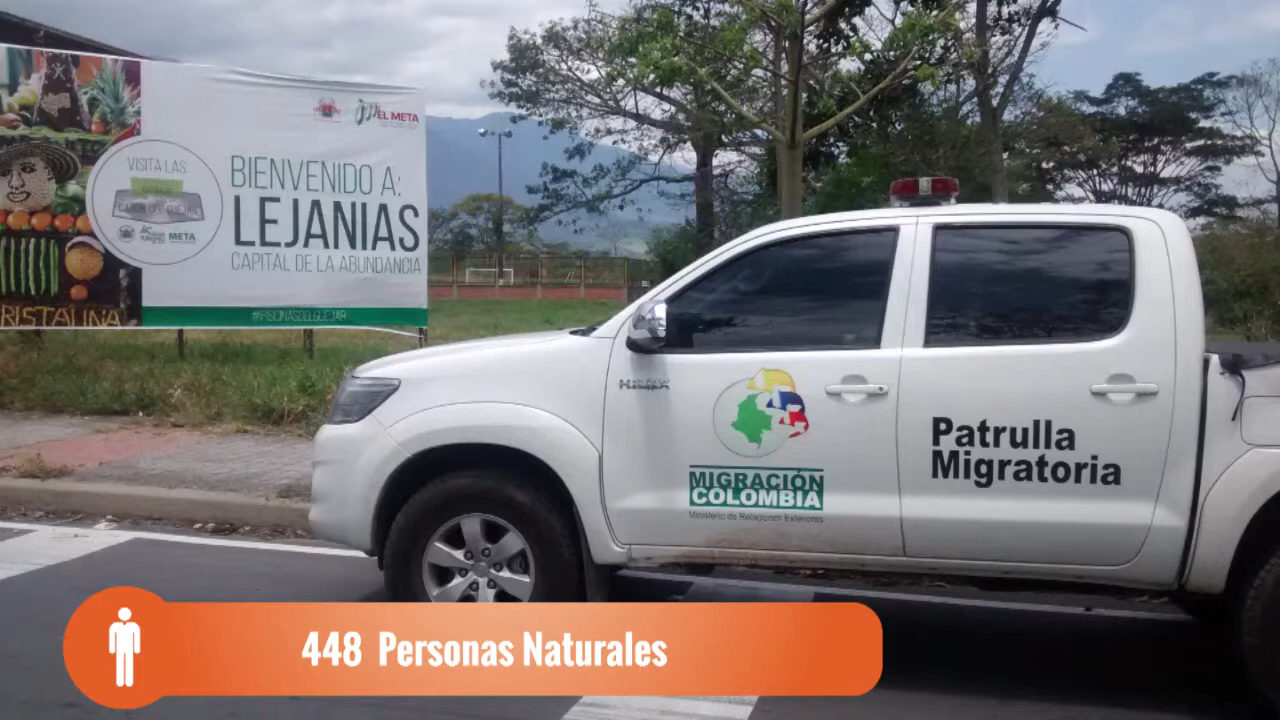 EL META
VISITA LAS:
BIENVENIDO A:
LEJANIAS
CAPITAL DE LA ABUNDANCIA
META
#PISCINASDELGUEJAR
RISTALINA
HILUX
MIGRACIÓN
COLOMBIA
Ministerio de Relaciones Exteriores
Patrulla
Migratoria
448 Personas Naturales